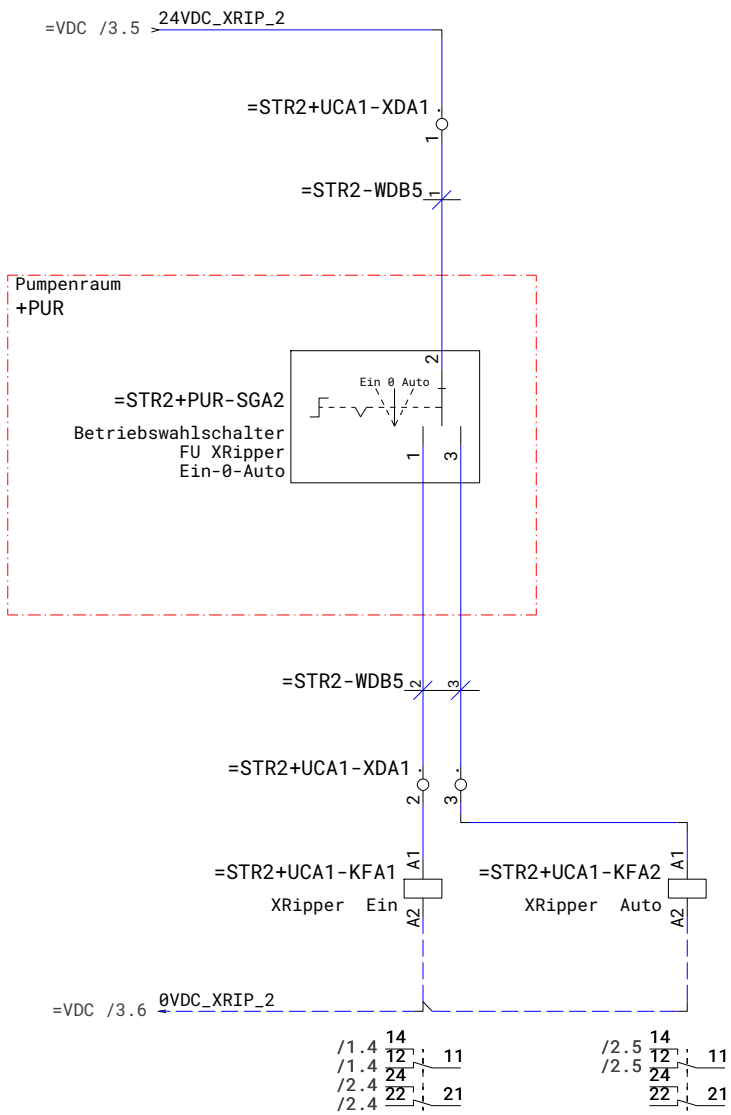 24VDC_XRIP_2
=VDC /3.5
=STR2+UCA1-XDA1
1
=STR2-WDB5
1
Pumpenraum
+PUR
2
Ein 0 Auto
=STR2+PUR-SGA2
Betriebswahlschalter
FU XRipper
Ein-0-Auto
1
3
=STR2-WDB5
2
3
=STR2+UCA1-XDA1
2
3
=STR2+UCA1-KFA1
A1
XRipper Ein
A2
=STR2+UCA1-KFA2
A1
XRipper Auto
A2
0VDC_XRIP_2
=VDC /3.6
/1.4 14
/1.4 12 11
/2.4 24
/2.4 22 21
/2.5 14
/2.5 12 11
24
22 21